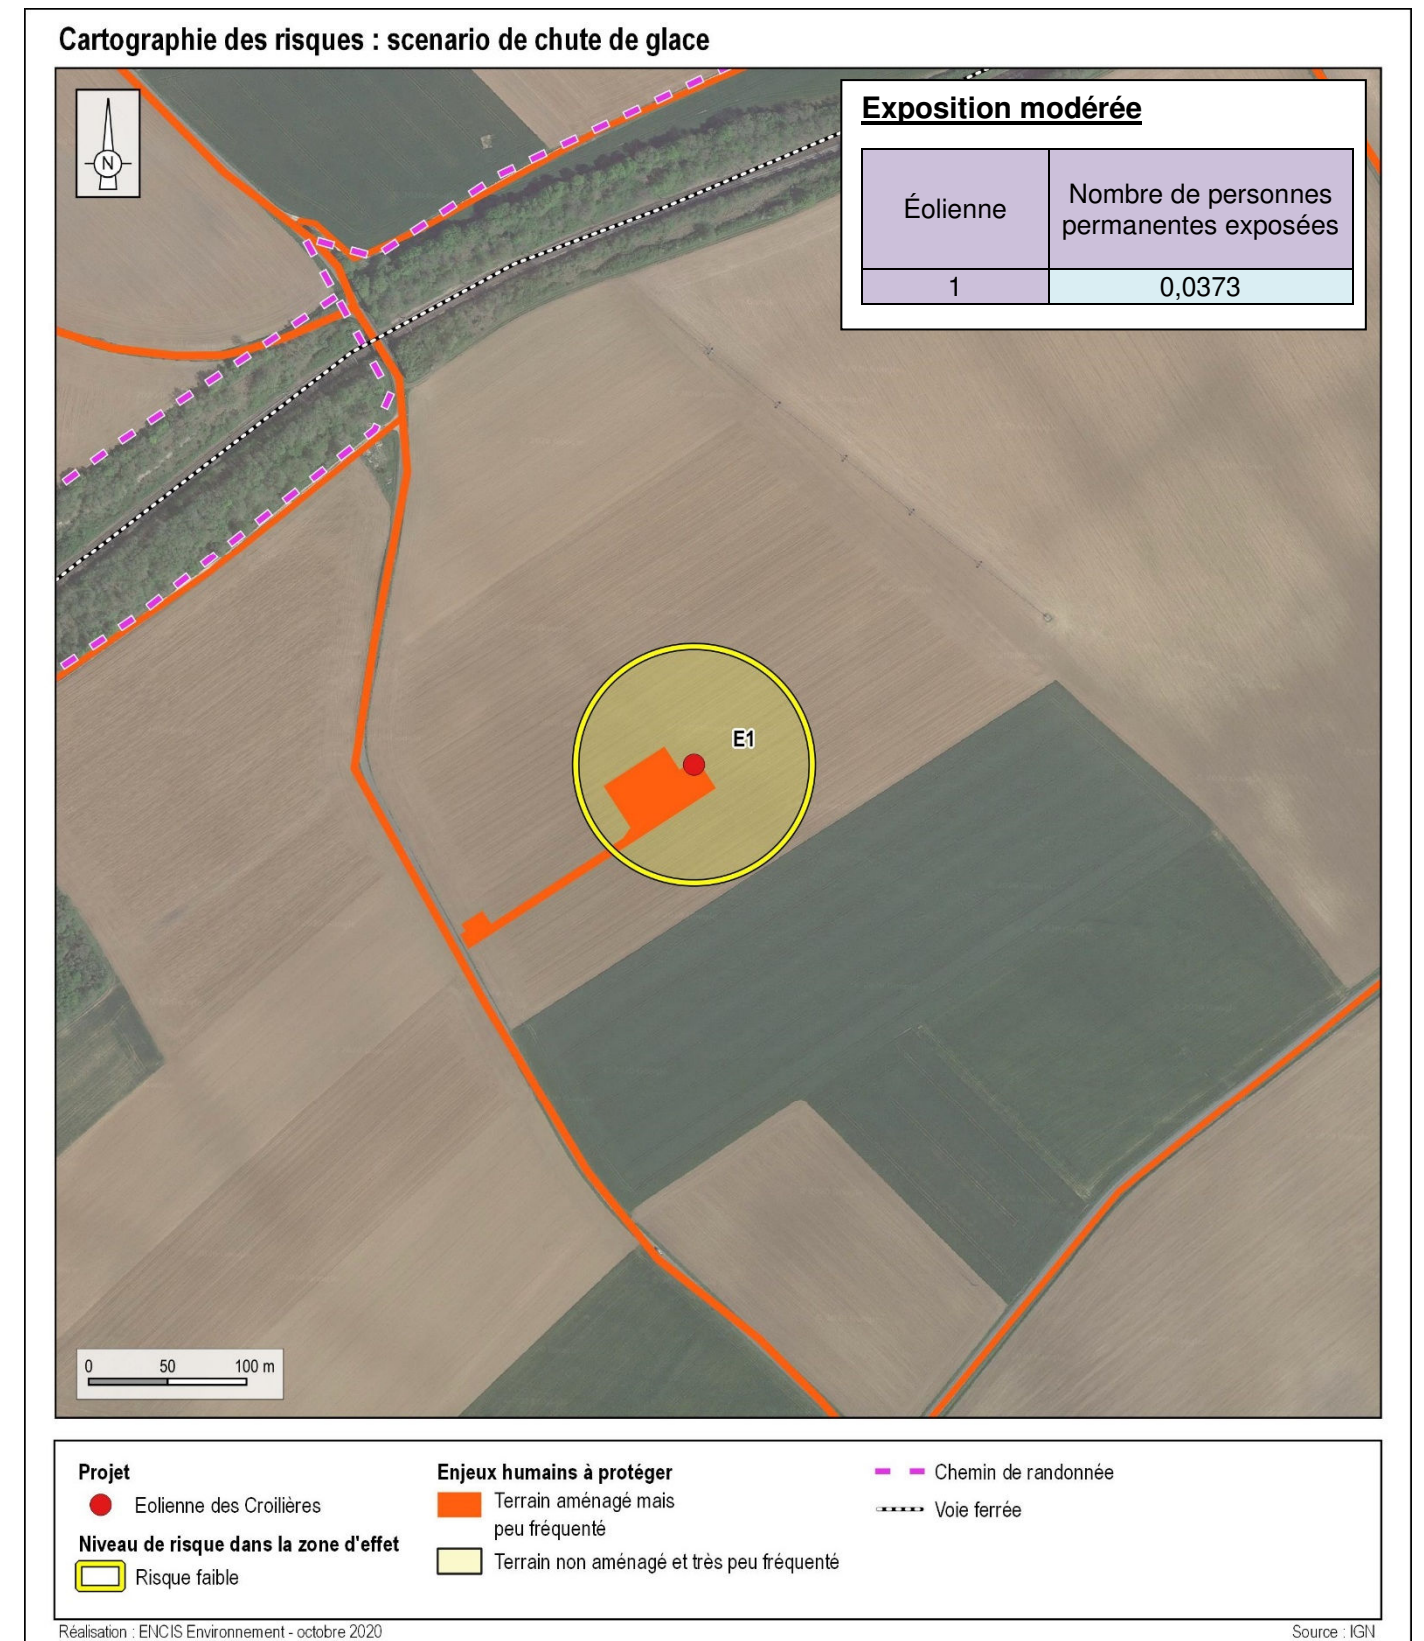 Cartographie des risques : scenario de chute de glace
N
Exposition modérée
Éolienne
Nombre de personnes
permanentes exposées
1
0,0373
E1
0 50 100 m
Projet
Eolienne des Croilières
Niveau de risque dans la zone d'effet
Risque faible
Enjeux humains à protéger
Terrain aménagé mais
peu fréquenté
Terrain non aménagé et très peu fréquenté
Chemin de randonnée
Voie ferrée
Réalisation : ENCIS Environnement - octobre 2020
Source : IGN